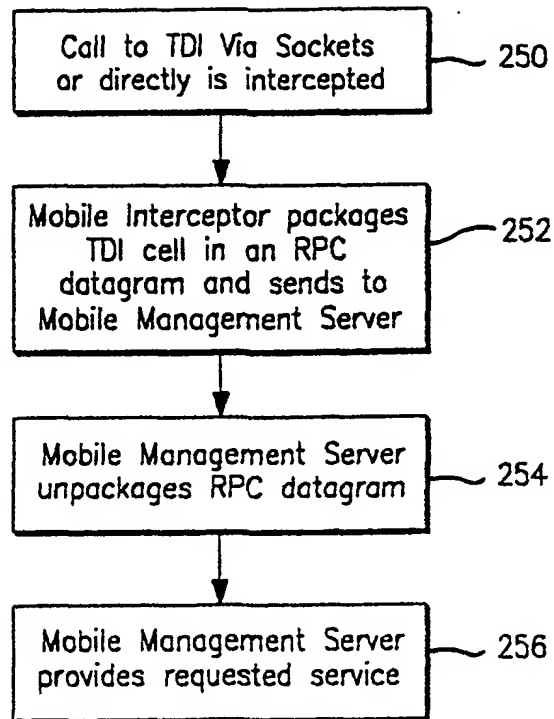 Call to TDI Via Sockets
or directly is intercepted
250
Mobile Interceptor packages
TDI cell in an RPC
datagram and sends to
Mobile Management Server
252
Mobile Management Server
unpackages RPC datagram
254
Mobile Management Server
provides requested service
256